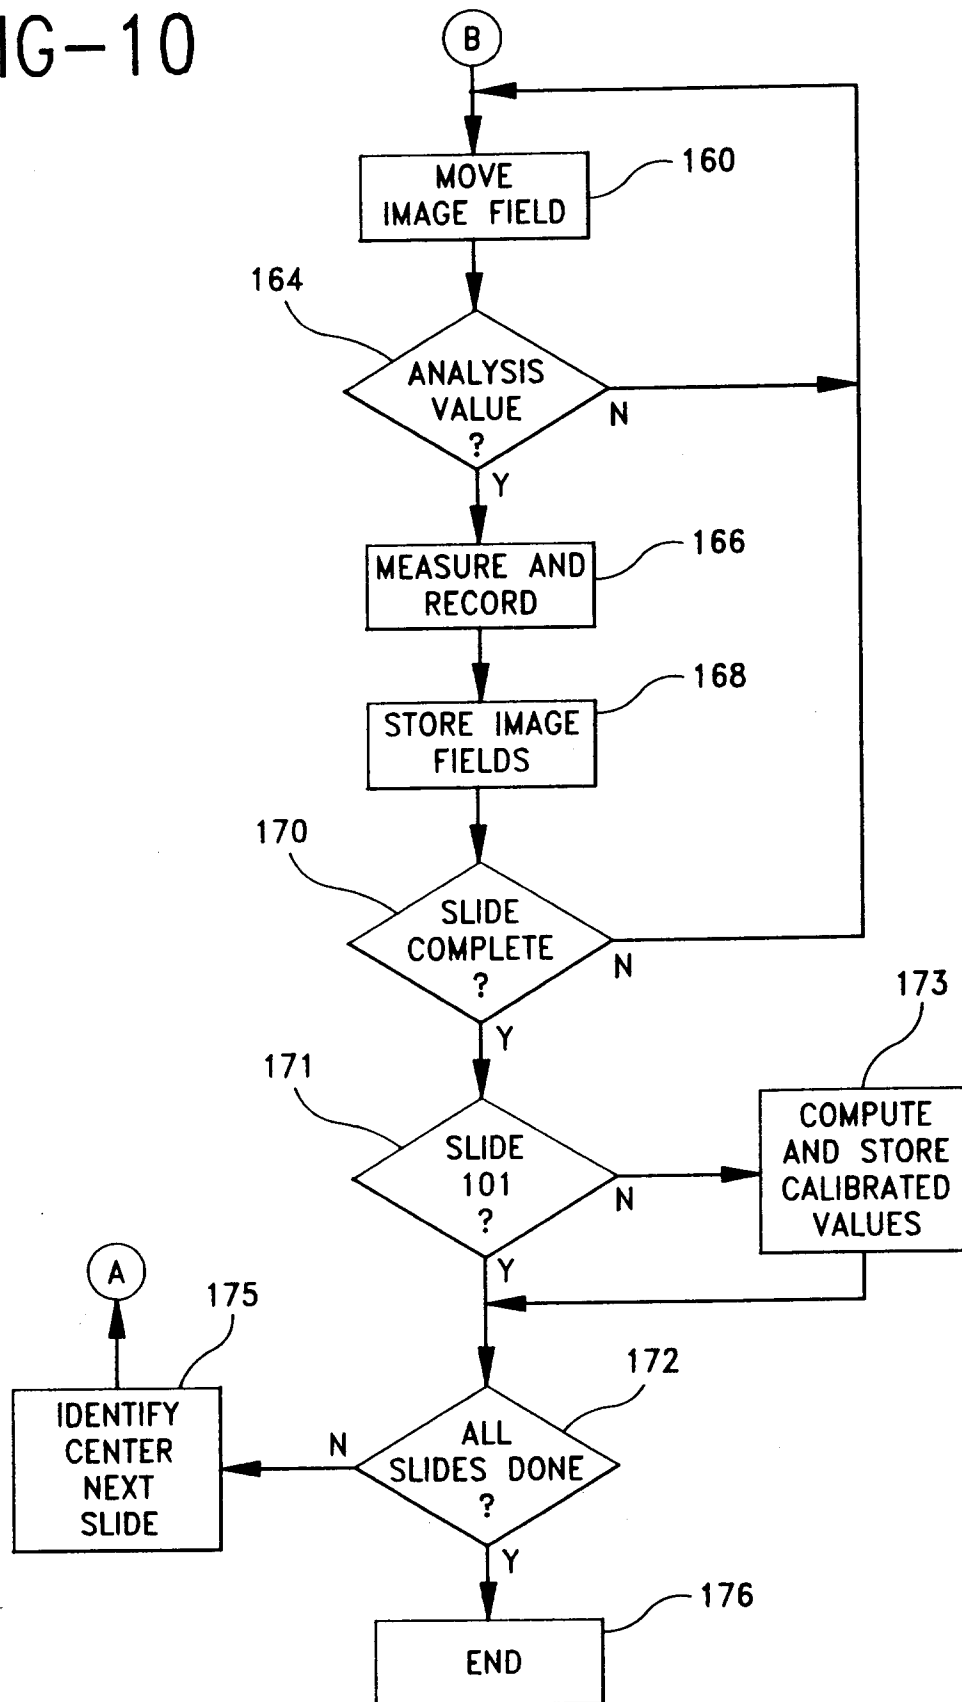 IG-10
B
MOVE
IMAGE FIELD
160
164
ANALYSIS
VALUE
?
N
Y
MEASURE AND
RECORD
166
STORE IMAGE
FIELDS
168
170
SLIDE
COMPLETE
?
N
Y
171
SLIDE
101
?
N
Y
173
COMPUTE
AND STORE
CALIBRATED
VALUES
A
175
IDENTIFY
CENTER
NEXT
SLIDE
172
ALL
SLIDES DONE
?
N
Y
END
176